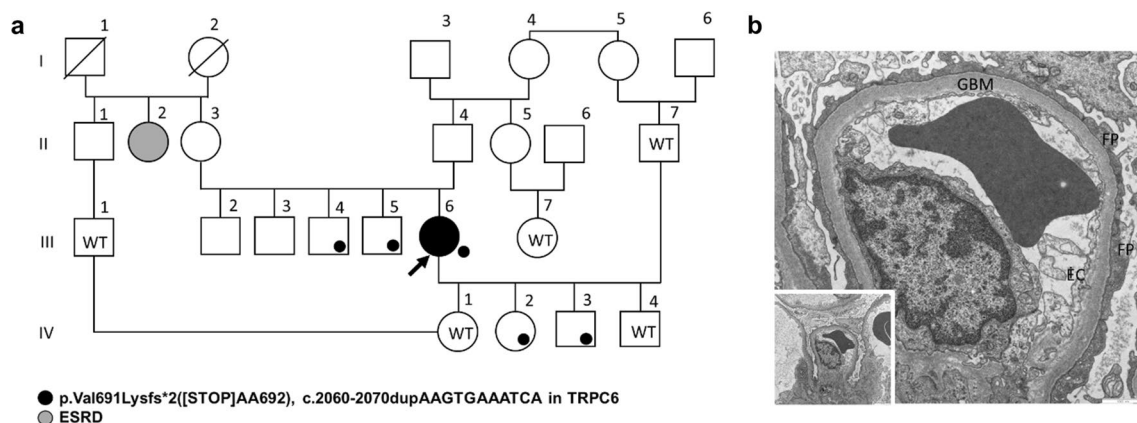 a
b
1
2
3
4
5
6
I
1
2
3
4
5
6
7
WT
II
1
2
3
4
5
6
7
WT
WT
III
1
2
3
4
WT
WT
IV
p.Val691Lysfs*2([STOP]AA692), c.2060-2070dupAAGTGAAATCA in TRPC6
ESRD
GBM
FP
FP
EC